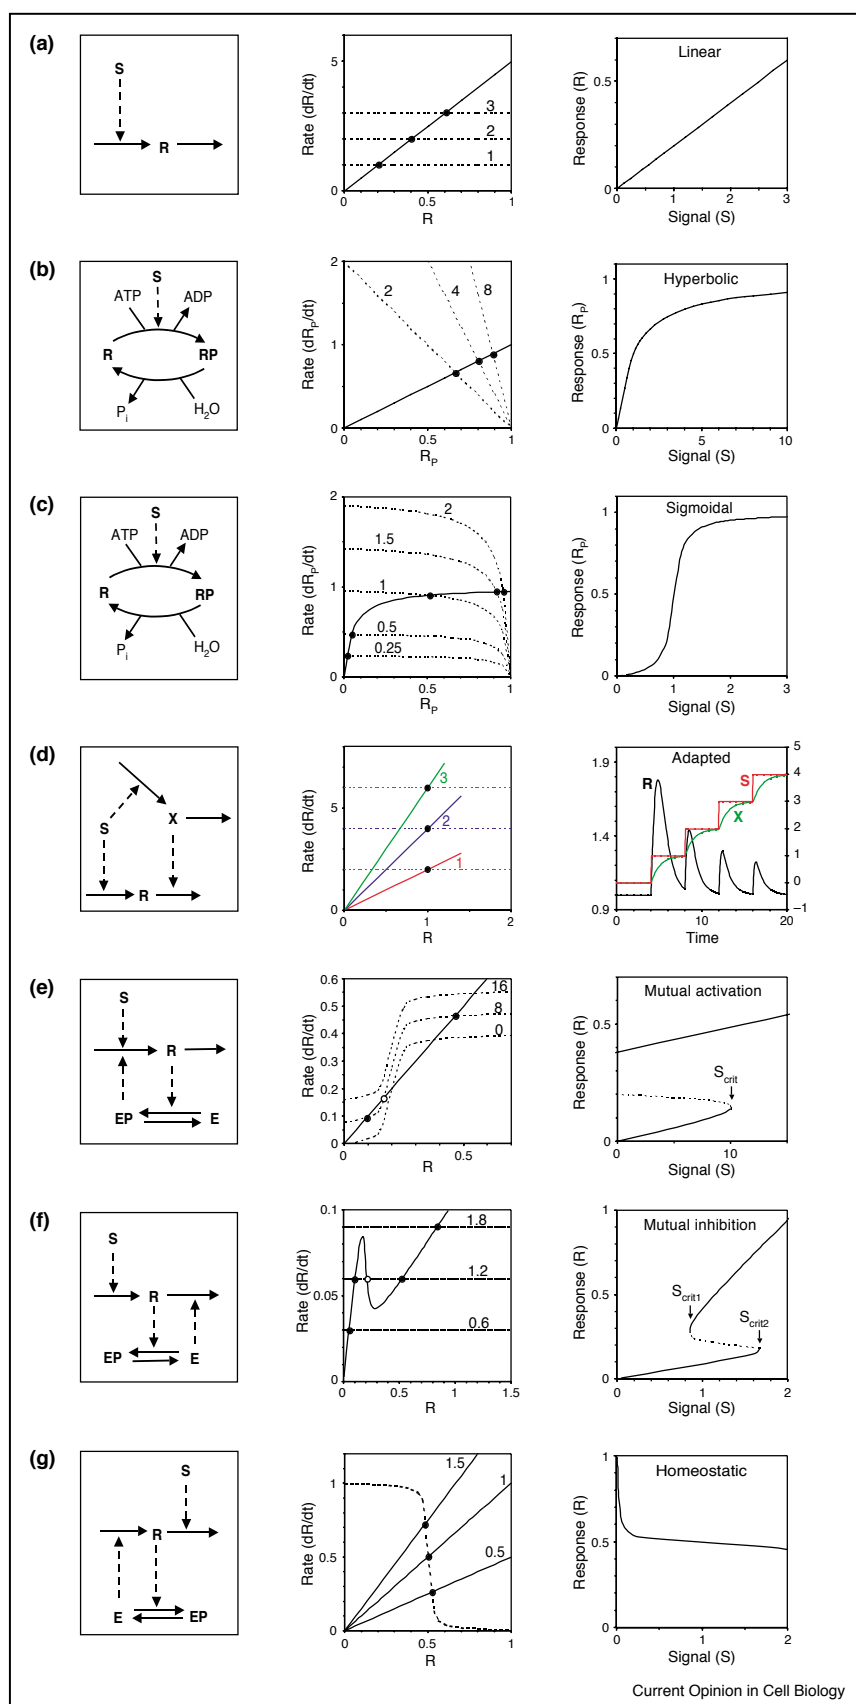 (a)
S
R
Rate (dR/dt)
5
0
3
2
1
0 0.5 1
R
Linear
Response (R)
0.5
0
0 1 2 3
Signal (S)
(b)
S
ATP ADP
R RP
Pi H2O
Rate (dRP/dt)
2
1
0
2 4 8
0 0.5 1
RP
Hyperbolic
Response (RP)
1
0.5
0
0 5 10
Signal (S)
(c)
S
ATP ADP
R RP
Pi H2O
Rate (dRP/dt)
2
1
0
2
1.5
1
0.5
0.25
0 0.5 1
RP
Sigmoidal
Response (RP)
1
0.5
0
0 1 2 3
Signal (S)
(d)
X
S
R
Rate (dR/dt)
5
0
3
2
1
0 1 2
R
Adapted
R
S
X
1.9
1.4
0.9
5
4
3
2
1
0
–1
0 10 20
Time
(e)
S
R
EP E
Rate (dR/dt)
0.6
0.5
0.4
0.3
0.2
0.1
0
16
8
0
0 0.5
R
Mutual activation
Scrit
Response (R)
0.5
0
10
Signal (S)
(f)
S
R
EP E
Rate (dR/dt)
0.1
0.05
0
1.8
1.2
0.6
0 0.5 1 1.5
R
Mutual inhibition
Scrit1
Scrit2
Response (R)
1
0.5
0
0 1 2
Signal (S)
(g)
S
R
E EP
Rate (dR/dt)
1
0.5
0
1.5
1
0.5
0 0.5 1
R
Homeostatic
Response (R)
1
0.5
0
0 1 2
Signal (S)
Current Opinion in Cell Biology